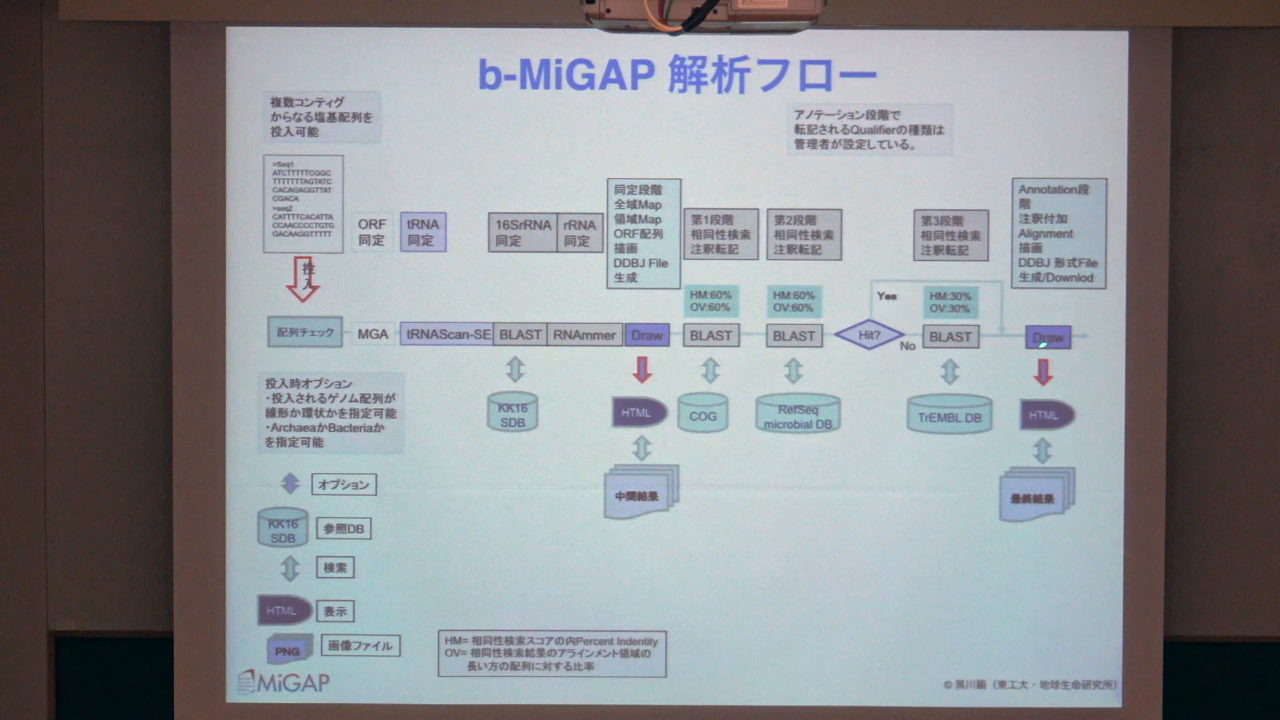 b-MiGAP 解析フロー
複数コンティグ
からなる塩基配列を
投入可能
アノテーション段階で
転記されるQualifierの種類は
管理者が設定している。
>Seq1
ATCTTTTTCGGC
TTTTTTTAGTATC
CACAGAGGTTAT
CGACA
>seq2
CATTTTCACATTA
CCAACCCCTGTG
GACAAGGTTTTT
ORF
同定
tRNA
同定
16SrRNA
同定
rRNA
同定
同定段階
全域Map
領域Map
ORF配列
描画
DDBJ File
生成
第1段階
相同性検索
注釈転記
第2段階
相同性検索
注釈転記
第3段階
相同性検索
注釈転記
Annotation段
階
注釈付加
Alignment
描画
DDBJ 形式File
生成/Downlod
投
入
HM:60%
OV:60%
HM:60%
OV:60%
Yes
HM:30%
OV:30%
配列チェック
MGA
tRNAScan-SE
BLAST
RNAmmer
Draw
BLAST
BLAST
Hit?
No
BLAST
Draw
投入時オプション
・投入されるゲノム配列が
線形か環状かを指定可能
・ArchaeaかBacteriaか
を指定可能
KK16
SDB
HTML
COG
RefSeq
microbial DB
TrEMBL DB
HTML
中間結果
最終結果
オプション
KK16
SDB
参照DB
検索
HTML
表示
PNG
画像ファイル
HM= 相同性検索スコアの内Percent Indentity
OV= 相同性検索結果のアラインメント領域の
長い方の配列に対する比率
MiGAP
© 黒川顕（東工大・地球生命研究所）